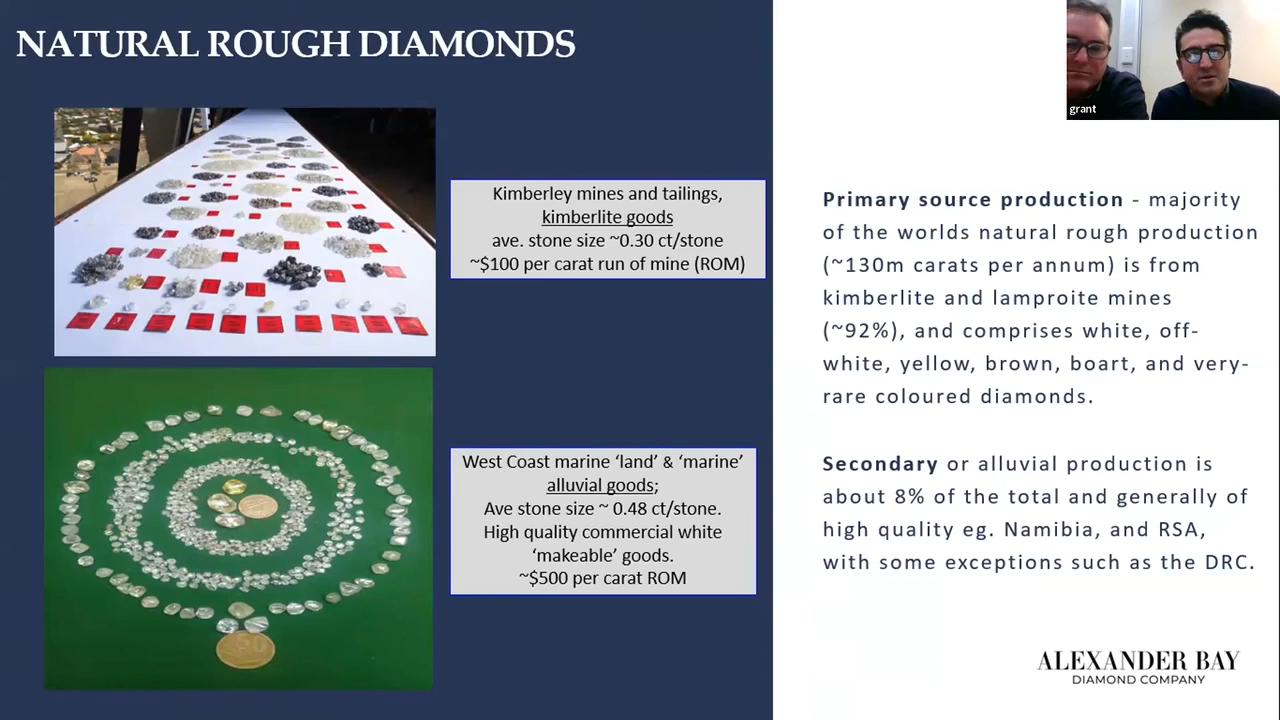 NATURAL ROUGH DIAMONDS
grant
Kimberley mines and tailings,
kimberlite goods
ave. stone size ~0.30 ct/stone
~$100 per carat run of mine (ROM)
West Coast marine ‘land’ & ‘marine’
alluvial goods;
Ave stone size ~ 0.48 ct/stone.
High quality commercial white
‘makeable’ goods.
~$500 per carat ROM
Primary source production - majority
of the worlds natural rough production
(~130m carats per annum) is from
kimberlite and lamproite mines
(~92%), and comprises white, off-
white, yellow, brown, boart, and very-
rare coloured diamonds.
Secondary or alluvial production is
about 8% of the total and generally of
high quality eg. Namibia, and RSA,
with some exceptions such as the DRC.
ALEXANDER BAY
DIAMOND COMPANY